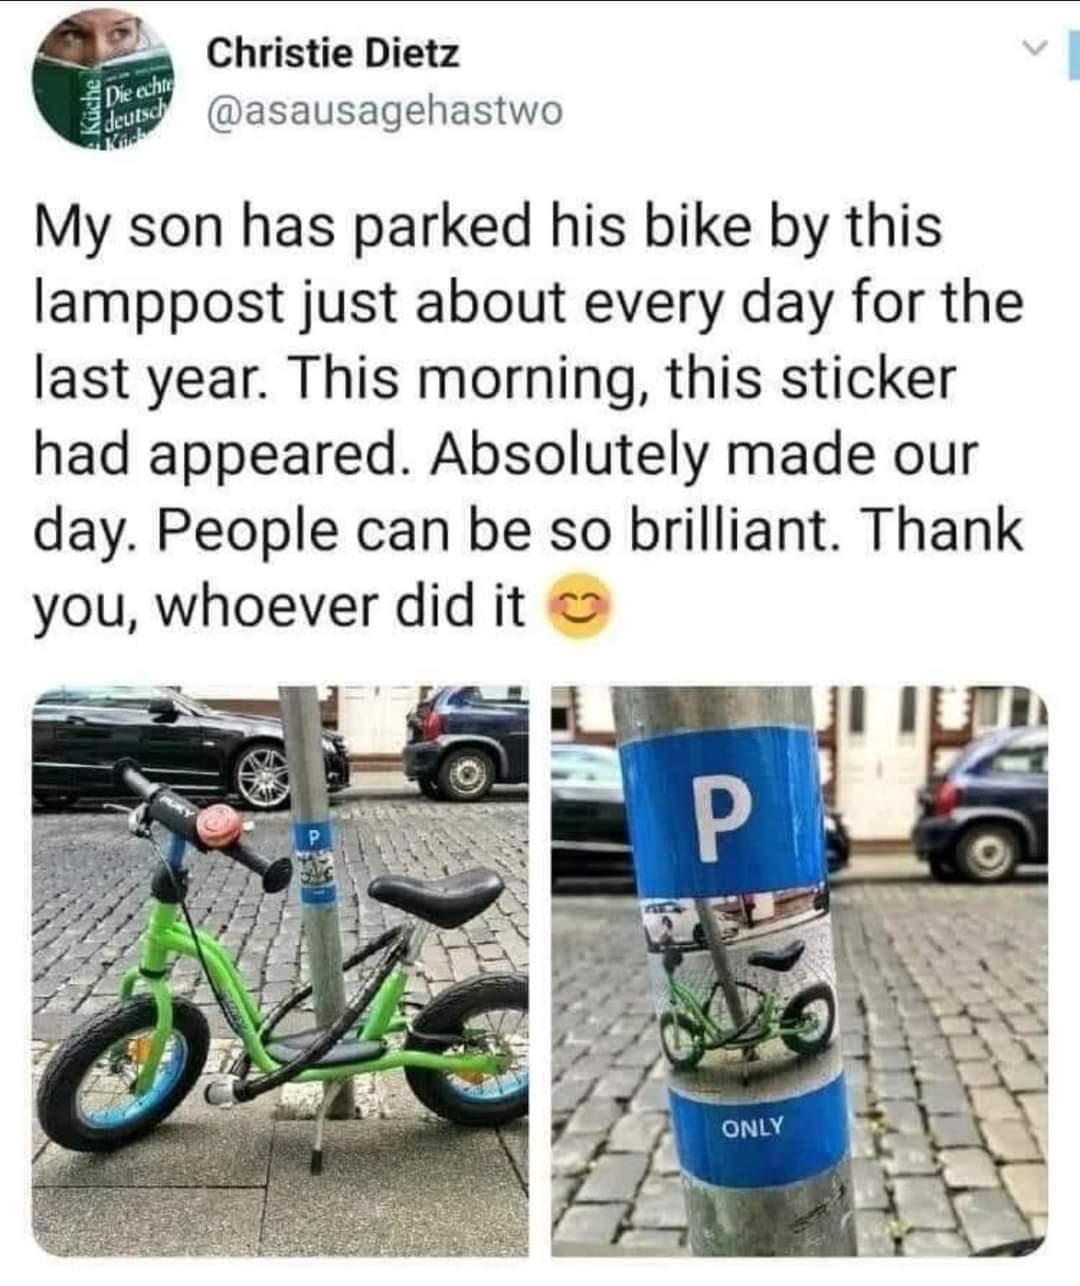 Christie Dietz
@asausagehastwo
Küche
Die echte
deutsch
Küch
My son has parked his bike by this
lamppost just about every day for the
last year. This morning, this sticker
had appeared. Absolutely made our
day. People can be so brilliant. Thank
you, whoever did it 😊
P
P
ONLY